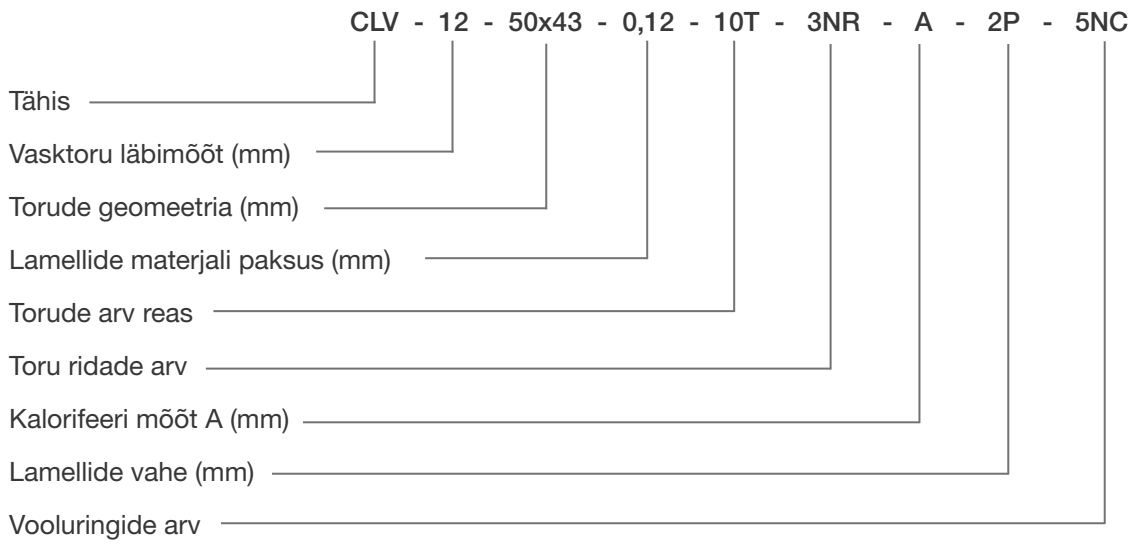 CLV - 12 - 50x43 - 0,12 - 10T - 3NR - A - 2P - 5NC
Tähis
Vasktoru läbimõõt (mm)
Torude geomeetria (mm)
Lamellide materjali paksus (mm)
Torude arv reas
Toru ridade arv
Kalorifeeri mõõt A (mm)
Lamellide vahe (mm)
Vooluringide arv